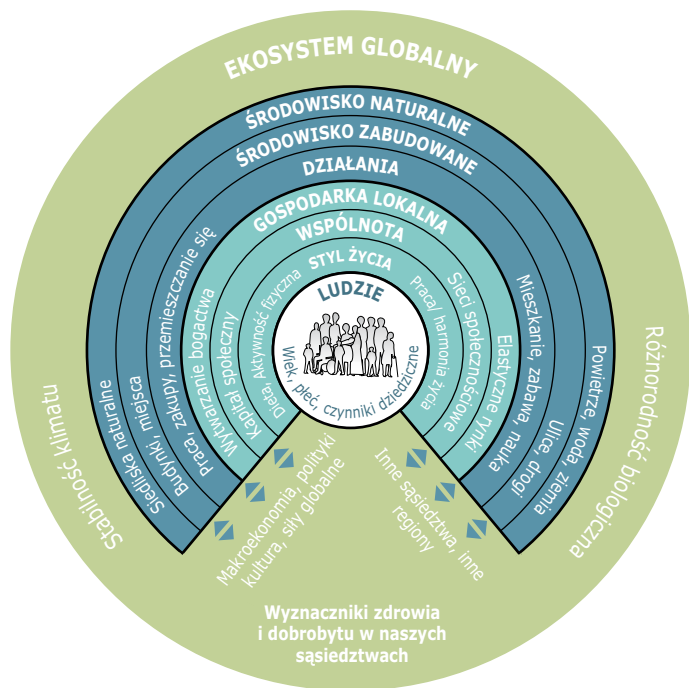 EKOSYSTEM GLOBALNY
ŚRODOWISKO NATURALNE
ŚRODOWISKO ZABUDOWANE
DZIAŁANIA
GOSPODARKA LOKALNA
WSPÓLNOTA
STYL ŻYCIA
LUDZIE
Wiek, płeć, czynniki dziedziczne
Dieta, Aktywność fizyczna
Praca/ harmonia życia
Kapitał społeczny
Sieci społecznościowe
Wytwarzanie bogactwa
Elastyczne rynki
Praca, zakupy, przemieszczanie się
Mieszkanie, zabawa, nauka
Budynki, miejsca
Ulice, drogi
Siedliska naturalne
Powietrze, woda, ziemia
Stabilność klimatu
Różnorodność biologiczna
Makroekonomia, polityki
kultura, siły globalne
Inne sąsiedztwa, inne
regiony
Wyznaczniki zdrowia
i dobrobytu w naszych
sąsiedztwach